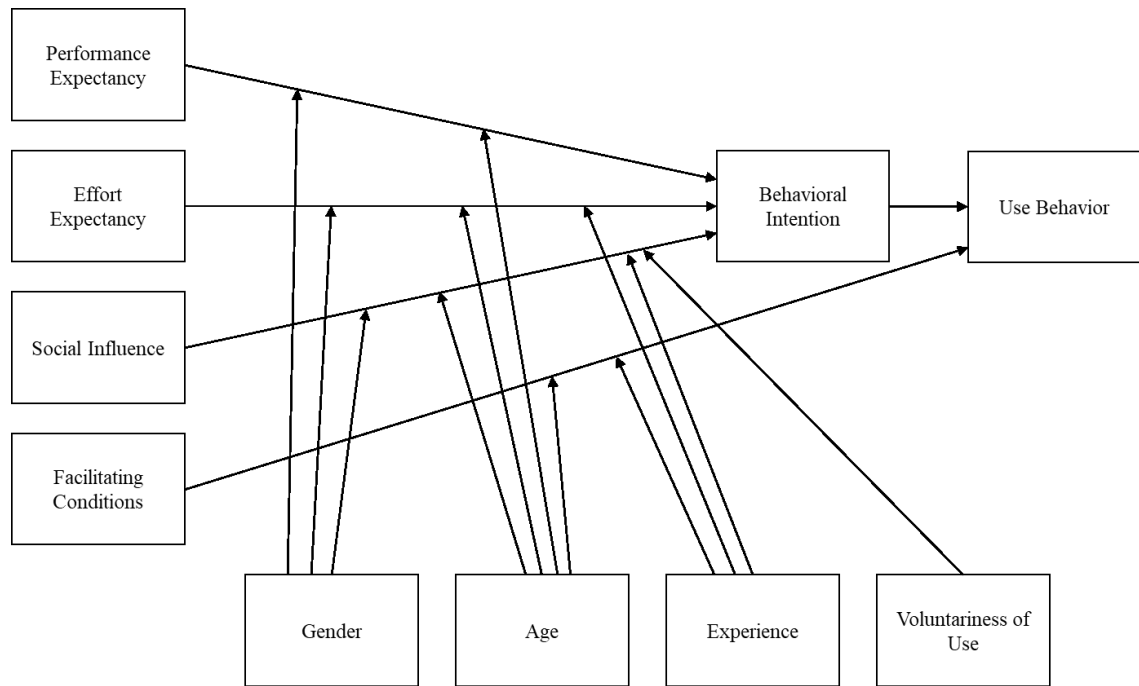 Performance
Expectancy
Effort
Expectancy
Behavioral
Intention
Use Behavior
Social Influence
Facilitating
Conditions
Gender
Age
Experience
Voluntariness of
Use